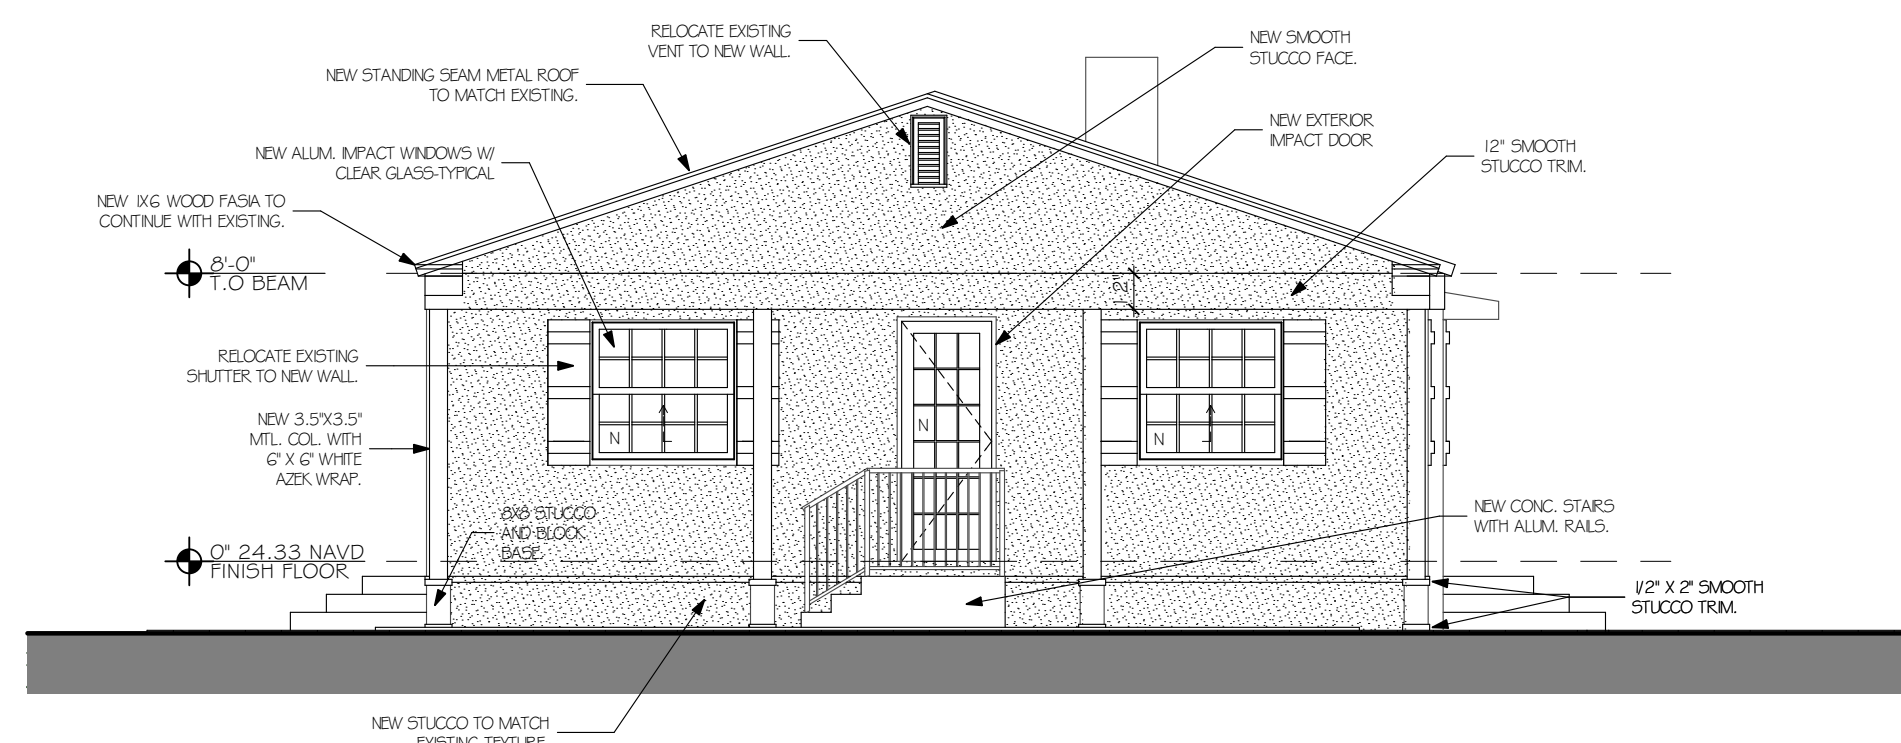 RELOCATE EXISTING
VENT TO NEW WALL.
NEW SMOOTH
STUCCO FACE.
NEW STANDING SEAM METAL ROOF
TO MATCH EXISTING.
NEW EXTERIOR
IMPACT DOOR
12" SMOOTH
STUCCO TRIM.
NEW ALUM. IMPACT WINDOWS W/
CLEAR GLASS-TYPICAL
NEW 1X6 WOOD FASIA TO
CONTINUE WITH EXISTING.
8'-0"
T.O BEAM
12"
RELOCATE EXISTING
SHUTTER TO NEW WALL.
NEW 3.5"X3.5"
MTL. COL. WITH
6" X 6" WHITE
AZEK WRAP.
N
N
N
8X8 STUCCO
AND BLOCK
BASE.
NEW CONC. STAIRS
WITH ALUM. RAILS.
0" 24.33 NAVD
FINISH FLOOR
1/2" X 2" SMOOTH
STUCCO TRIM.
NEW STUCCO TO MATCH
EXISTING TEXTURE.